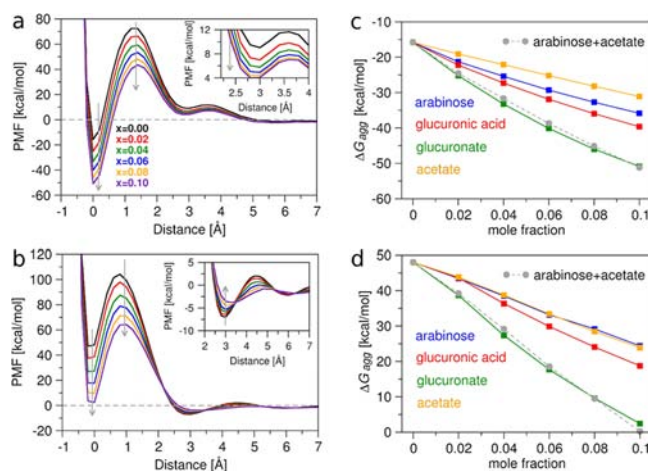 a
80
60
40
20
0
-20
-40
-60
PMF [kcal/mol]
x=0.00
x=0.02
x=0.04
x=0.06
x=0.08
x=0.10
-1 0 1 2 3 4 5 6 7
Distance [Å]
12
10
8
6
4
PMF [kcal/mol]
2.5 3 3.5 4
Distance [Å]
b
120
100
80
60
40
20
0
-20
PMF [kcal/mol]
-1 0 1 2 3 4 5 6 7
Distance [Å]
10
5
0
-5
-10
PMF [kcal/mol]
2 3 4 5 6 7
Distance [Å]
c
-10
-20
-30
-40
-50
-60
ΔGagg [kcal/mol]
arabinose+acetate
arabinose
glucuronic acid
glucuronate
acetate
0 0.02 0.04 0.06 0.08 0.1
mole fraction
d
50
40
30
20
10
0
ΔGagg [kcal/mol]
arabinose+acetate
arabinose
glucuronic acid
glucuronate
acetate
0 0.02 0.04 0.06 0.08 0.1
mole fraction